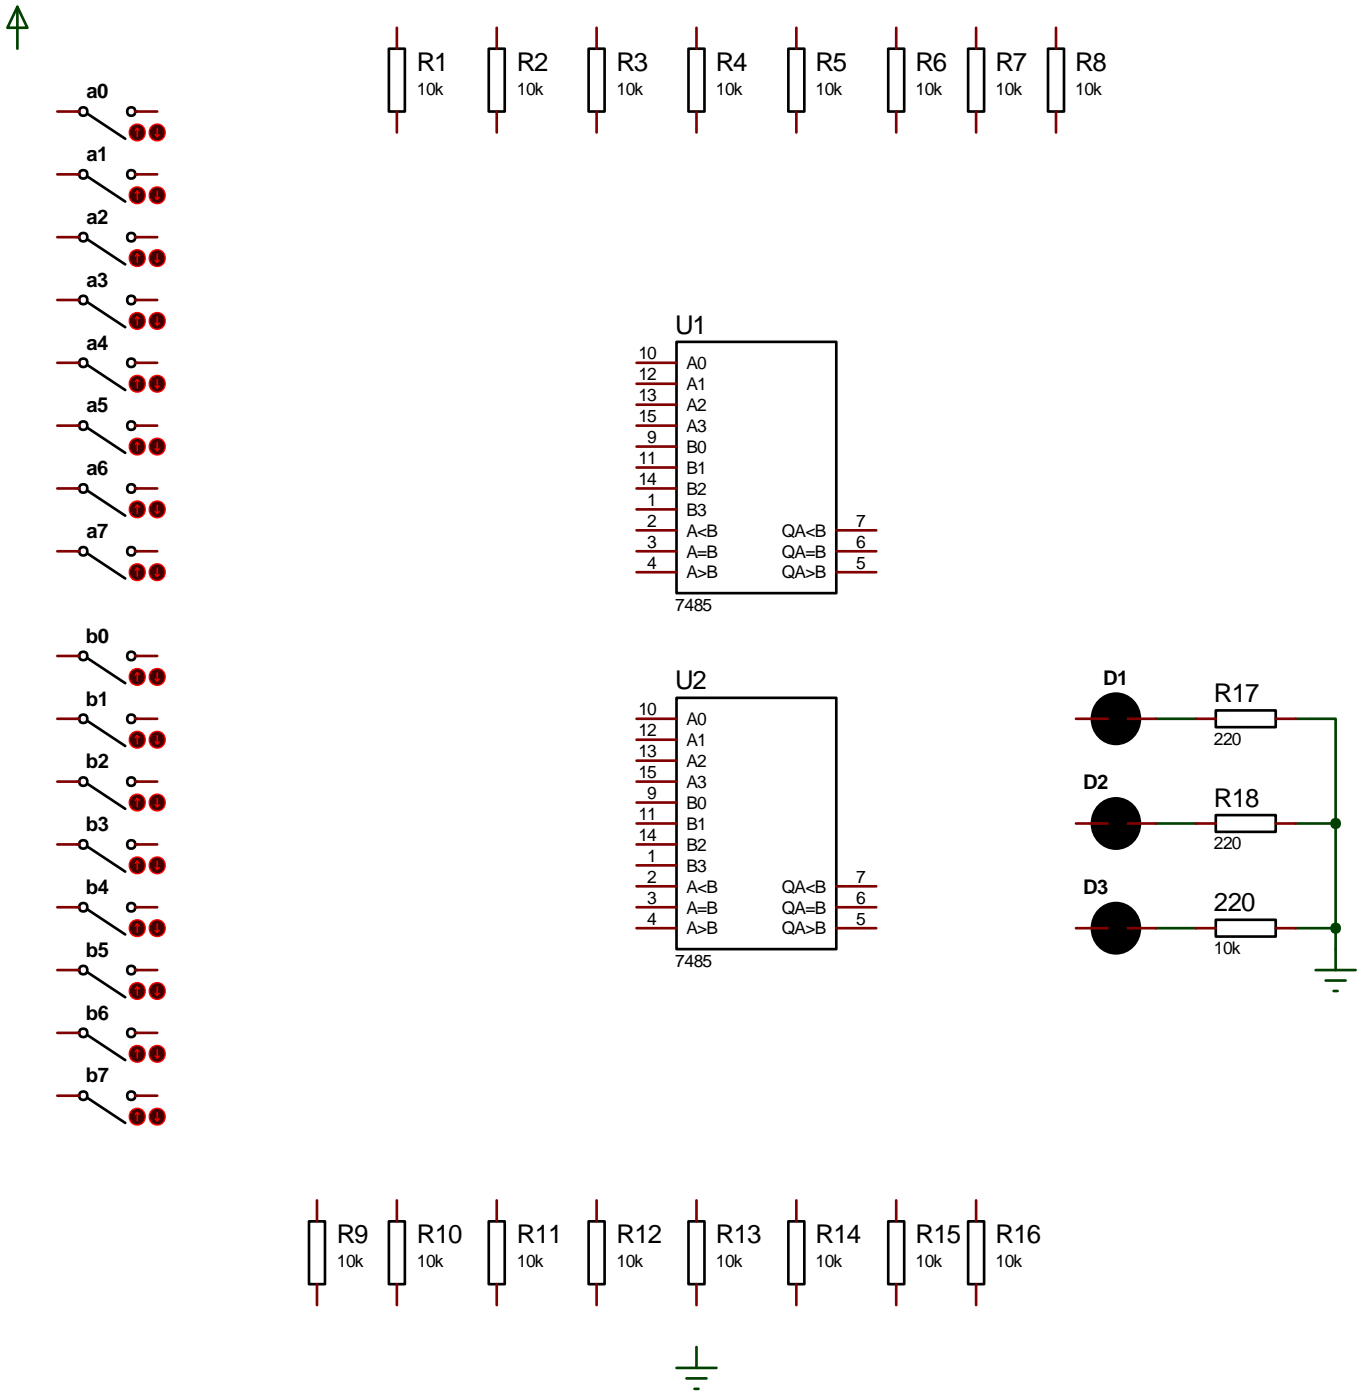 R1 R2 R3 R4 R5 R6 R7 R8
10k 10k 10k 10k 10k 10k 10k 10k
a0
a1
a2
a3
a4
a5
a6
a7
U1
10 A0
12 A1
13 A2
15 A3
9 B0
11 B1
14 B2
1 B3
2 A<B QA<B 7
3 A=B QA=B 6
4 A>B QA>B 5
7485
b0
b1
b2
b3
b4
b5
b6
b7
U2
10 A0
12 A1
13 A2
15 A3
9 B0
11 B1
14 B2
1 B3
2 A<B QA<B 7
3 A=B QA=B 6
4 A>B QA>B 5
7485
D1 R17
220
D2 R18
220
D3 220
10k
R9 R10 R11 R12 R13 R14 R15 R16
10k 10k 10k 10k 10k 10k 10k 10k